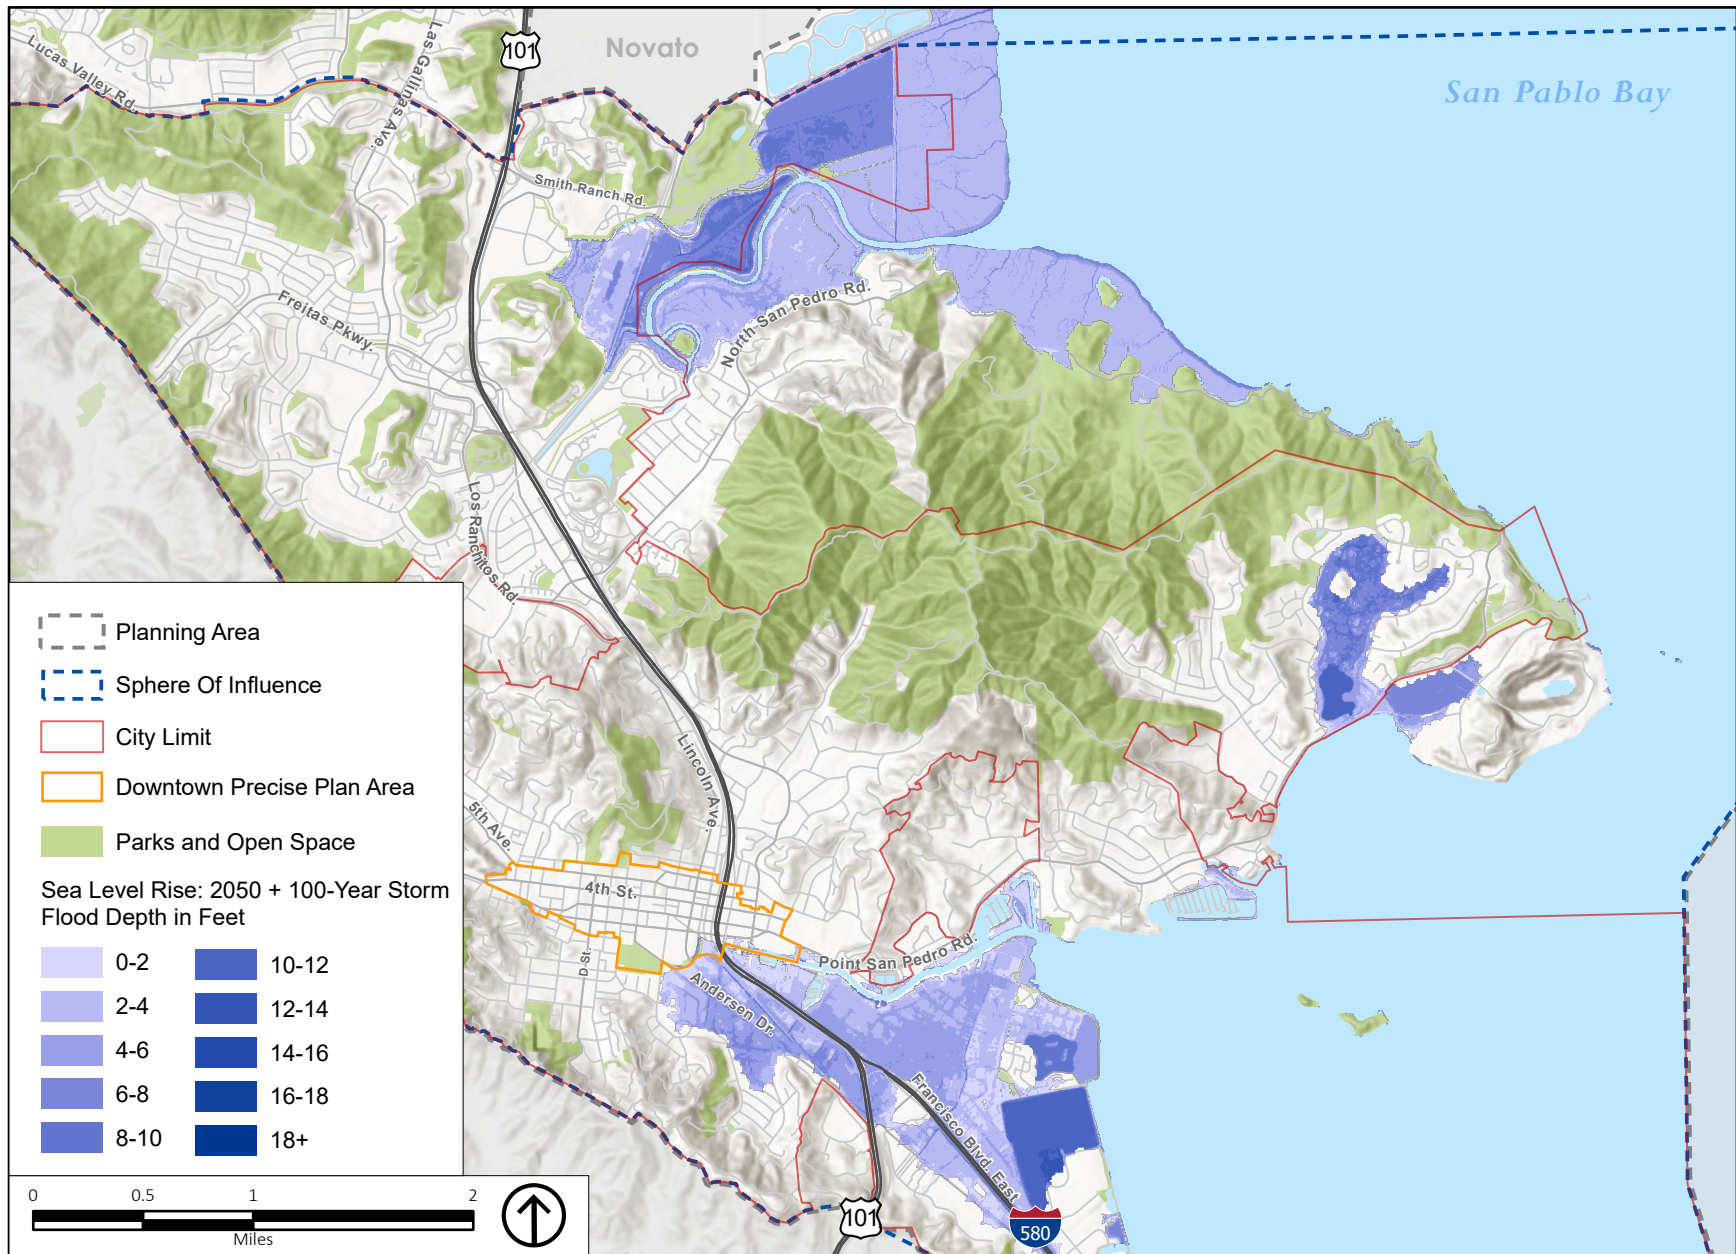 Novato
101
San Pablo Bay
Lucas Valley Rd.
Las Gallinas Ave.
Smith Ranch Rd.
Freitas Pkwy.
North San Pedro Rd.
Los Ranchitos Rd.
Lincoln Ave.
5th Ave.
4th St.
D St.
Point San Pedro Rd.
Andersen Dr.
Francisco Blvd. East
101
580
Planning Area
Sphere Of Influence
City Limit
Downtown Precise Plan Area
Parks and Open Space
Sea Level Rise: 2050 + 100-Year Storm
Flood Depth in Feet
0-2
2-4
4-6
6-8
8-10
10-12
12-14
14-16
16-18
18+
0 0.5 1 2
Miles